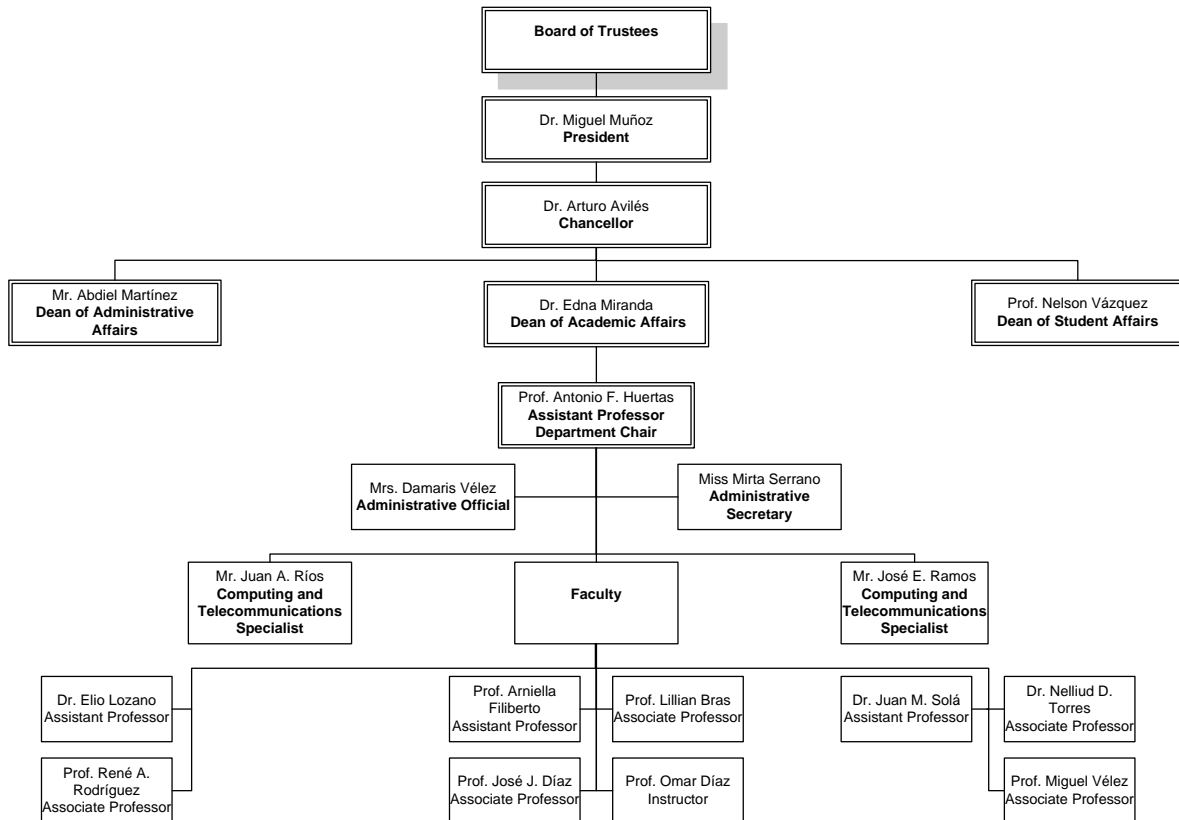 Board of Trustees
Dr. Miguel Muñoz
President
Dr. Arturo Avilés
Chancellor
Mr. Abdiel Martínez
Dean of Administrative
Affairs
Dr. Edna Miranda
Dean of Academic Affairs
Prof. Nelson Vázquez
Dean of Student Affairs
Prof. Antonio F. Huertas
Assistant Professor
Department Chair
Mrs. Damaris Vélez
Administrative Official
Miss Mirta Serrano
Administrative
Secretary
Mr. Juan A. Ríos
Computing and
Telecommunications
Specialist
Faculty
Mr. José E. Ramos
Computing and
Telecommunications
Specialist
Dr. Elio Lozano
Assistant Professor
Prof. Arniella
Filiberto
Assistant Professor
Prof. Lillian Bras
Associate Professor
Dr. Juan M. Solá
Assistant Professor
Dr. Nelliud D.
Torres
Associate Professor
Prof. René A.
Rodríguez
Associate Professor
Prof. José J. Díaz
Associate Professor
Prof. Omar Díaz
Instructor
Prof. Miguel Vélez
Associate Professor